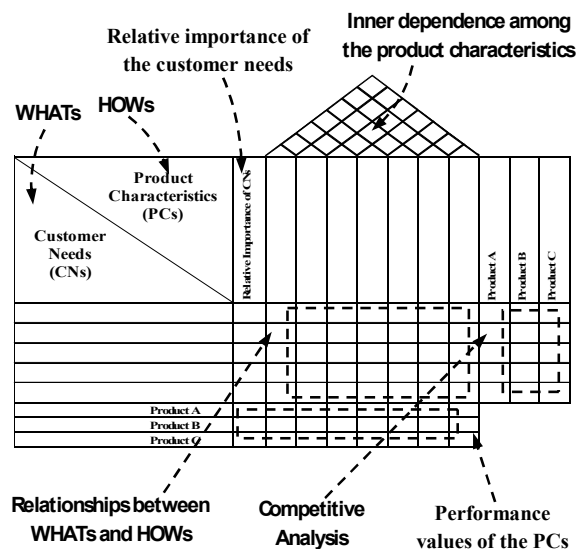 Inner dependence among
the product characteristics
Relative importance of
the customer needs
HOWs
WHATs
Product
Characteristics
(PCs)
Customer
Needs
(CNs)
Relative Importance of CNs
Product A
Product B
Product C
Product A
Product B
Product C
Relationships between
WHATs and HOWs
Competitive
Analysis
Performance
values of the PCs